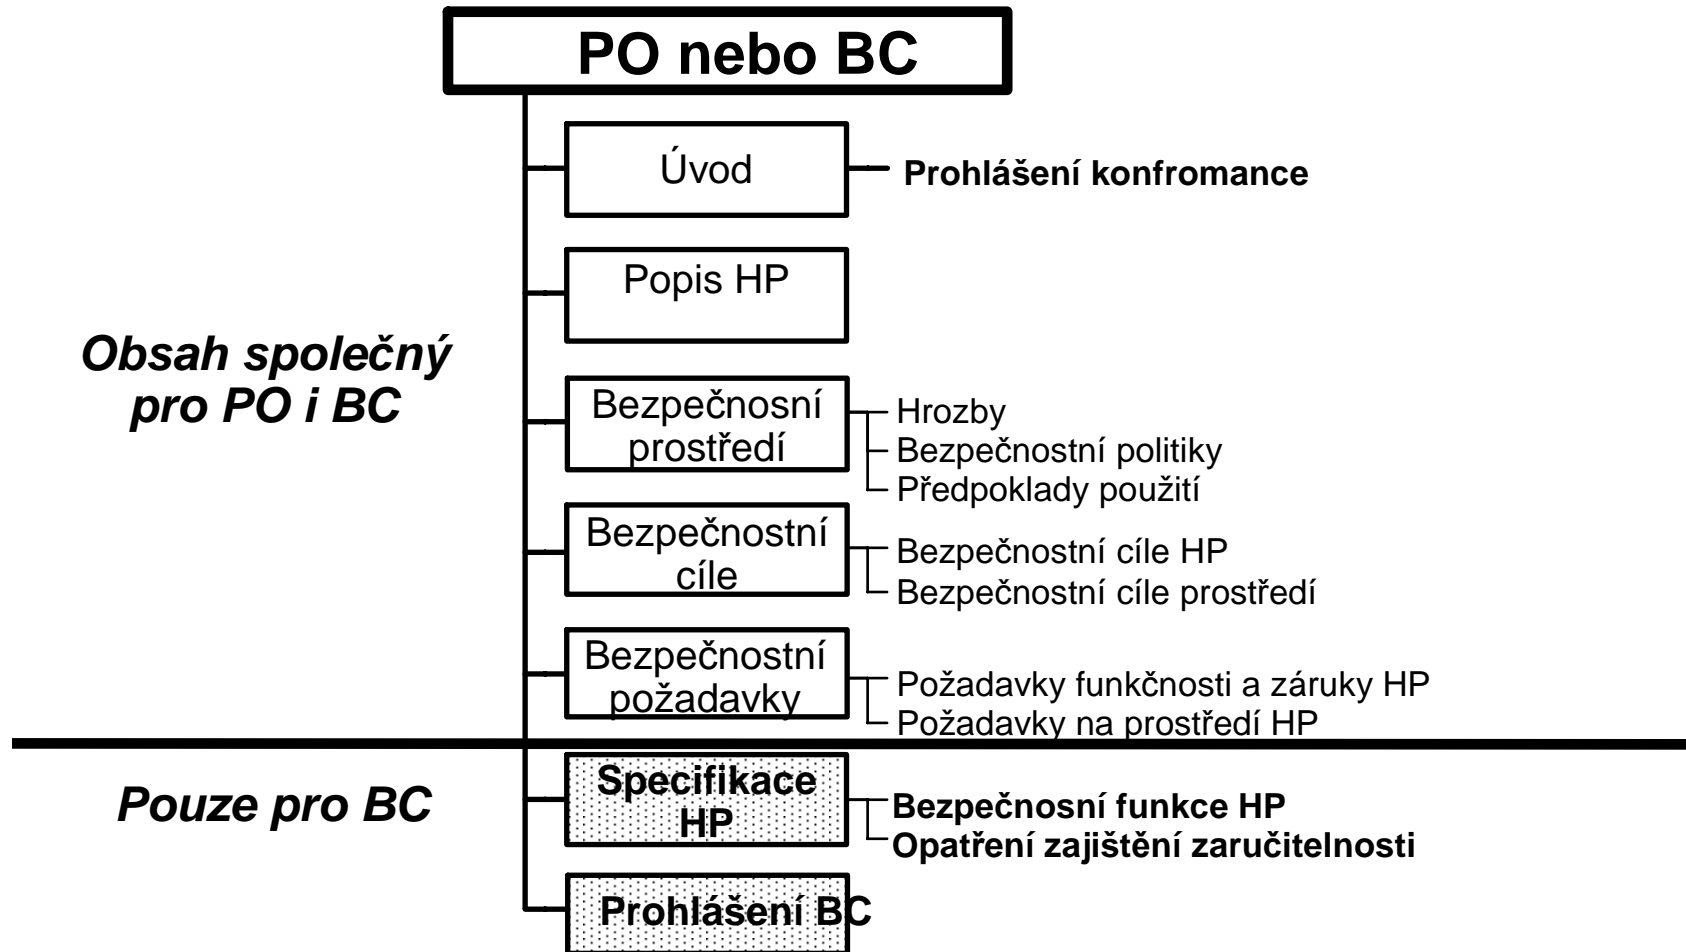 PO nebo BC
Úvod
Prohlášení konfromance
Popis HP
Obsah společný
pro PO i BC
Bezpečnosní
prostředí
Hrozby
Bezpečnostní politiky
Předpoklady použití
Bezpečnostní
cíle
Bezpečnostní cíle HP
Bezpečnostní cíle prostředí
Bezpečnostní
požadavky
Požadavky funkčnosti a záruky HP
Požadavky na prostředí HP
Pouze pro BC
Specifikace
HP
Bezpečnosní funkce HP
Opatření zajištění zaručitelnosti
Prohlášení BC